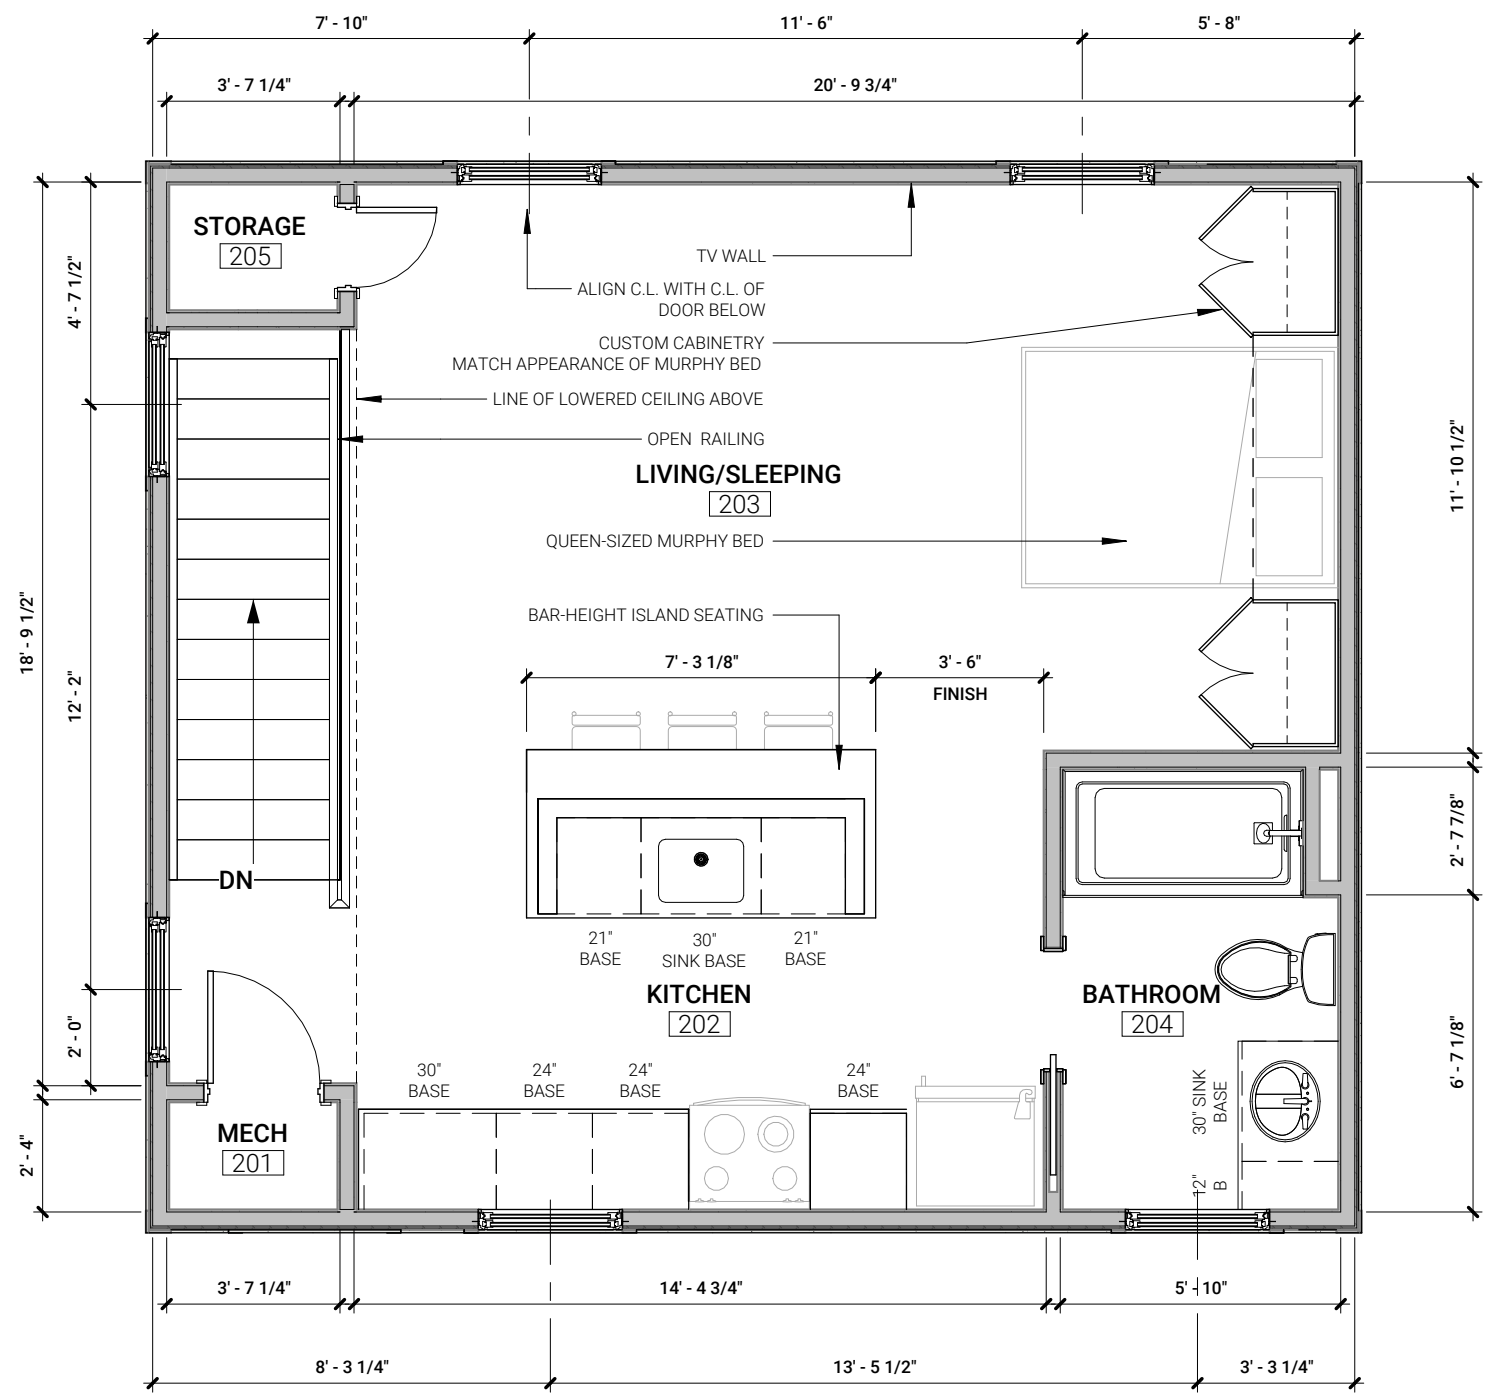 7' - 10"
11' - 6"
5' - 8"
3' - 7 1/4"
20' - 9 3/4"
STORAGE
205
TV WALL
ALIGN C.L. WITH C.L. OF
DOOR BELOW
CUSTOM CABINETRY
MATCH APPEARANCE OF MURPHY BED
LINE OF LOWERED CEILING ABOVE
OPEN RAILING
LIVING/SLEEPING
203
QUEEN-SIZED MURPHY BED
BAR-HEIGHT ISLAND SEATING
7' - 3 1/8"
3' - 6"
FINISH
4' - 7 1/2"
18' - 9 1/2"
12' - 2"
2' - 0"
2' - 4"
11' - 10 1/2"
2' - 7 7/8"
6' - 7 1/8"
DN
21"
BASE
30"
SINK BASE
21"
BASE
KITCHEN
202
BATHROOM
204
30"
BASE
24"
BASE
24"
BASE
24"
BASE
30" SINK
BASE
12"
B
MECH
201
3' - 7 1/4"
14' - 4 3/4"
5' - 10"
8' - 3 1/4"
13' - 5 1/2"
3' - 3 1/4"